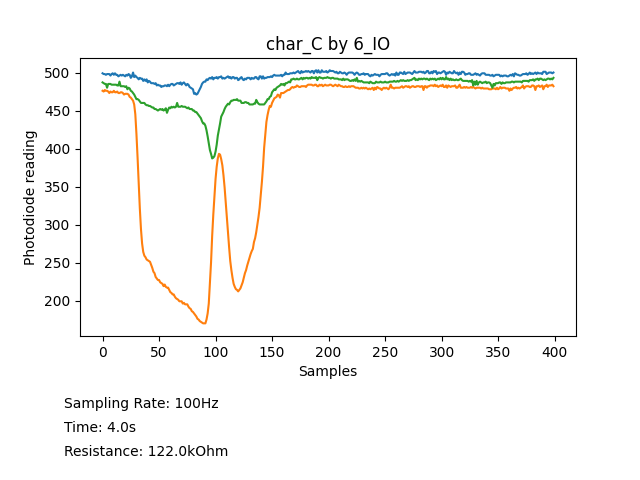 char_C by 6_IO
Photodiode reading
500
450
400
350
300
250
200
0 50 100 150 200 250 300 350 400
Samples
Sampling Rate: 100Hz
Time: 4.0s
Resistance: 122.0kOhm